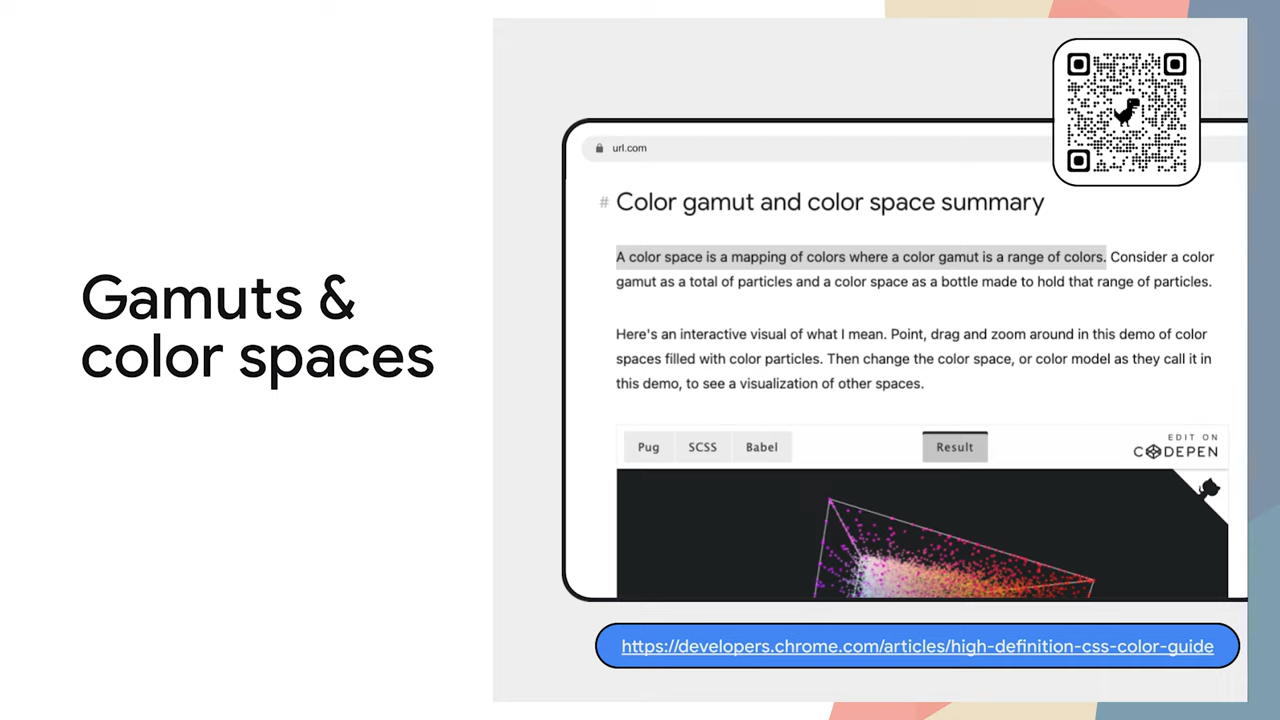 Gamuts &
color spaces
url.com
# Color gamut and color space summary
A color space is a mapping of colors where a color gamut is a range of colors. Consider a color
gamut as a total of particles and a color space as a bottle made to hold that range of particles.
Here's an interactive visual of what I mean. Point, drag and zoom around in this demo of color
spaces filled with color particles. Then change the color space, or color model as they call it in
this demo, to see a visualization of other spaces.
Pug SCSS Babel Result EDIT ON
CODEPEN
https://developers.chrome.com/articles/high-definition-css-color-guide